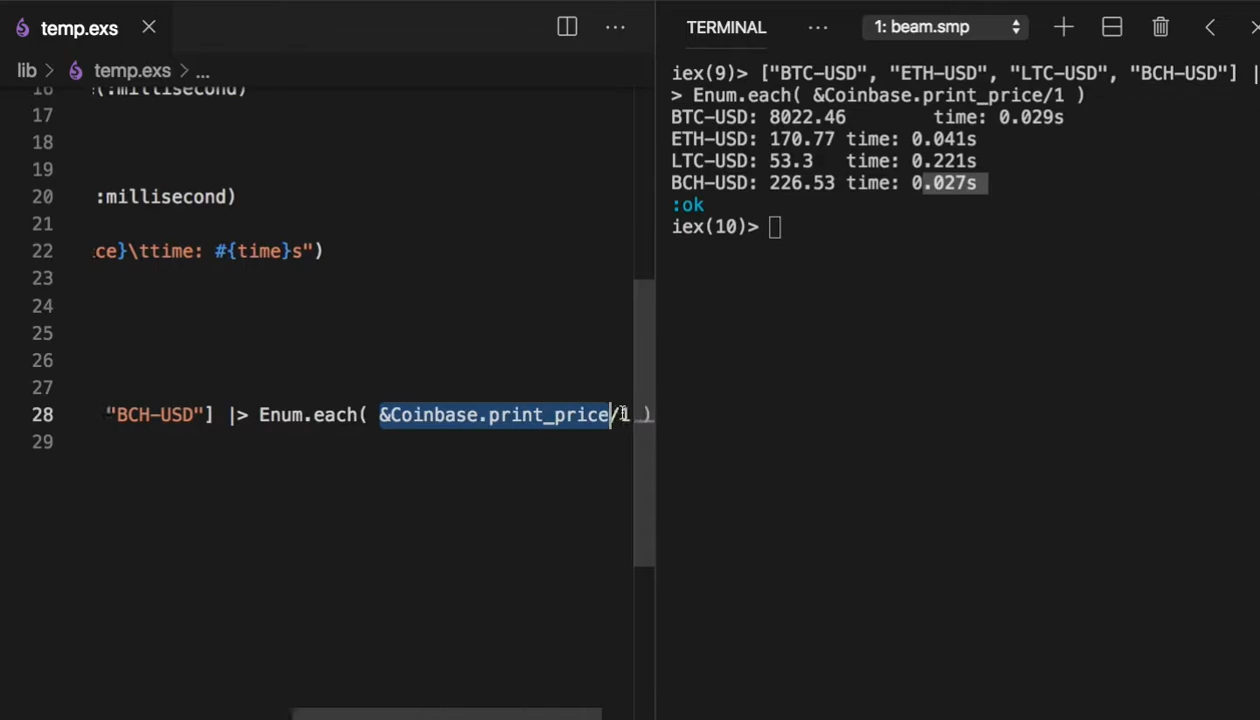 temp.exs
lib > temp.exs > ...
16 (:millisecond)
17
18
19
20 :millisecond)
21
22 ce}\ttime: #{time}s")
23
24
25
26
27
28 "BCH-USD"] |> Enum.each( &Coinbase.print_price/1 )
29
TERMINAL ... 1: beam.smp
iex(9)> ["BTC-USD", "ETH-USD", "LTC-USD", "BCH-USD"] |
> Enum.each( &Coinbase.print_price/1 )
BTC-USD: 8022.46 time: 0.029s
ETH-USD: 170.77 time: 0.041s
LTC-USD: 53.3 time: 0.221s
BCH-USD: 226.53 time: 0.027s
:ok
iex(10)>